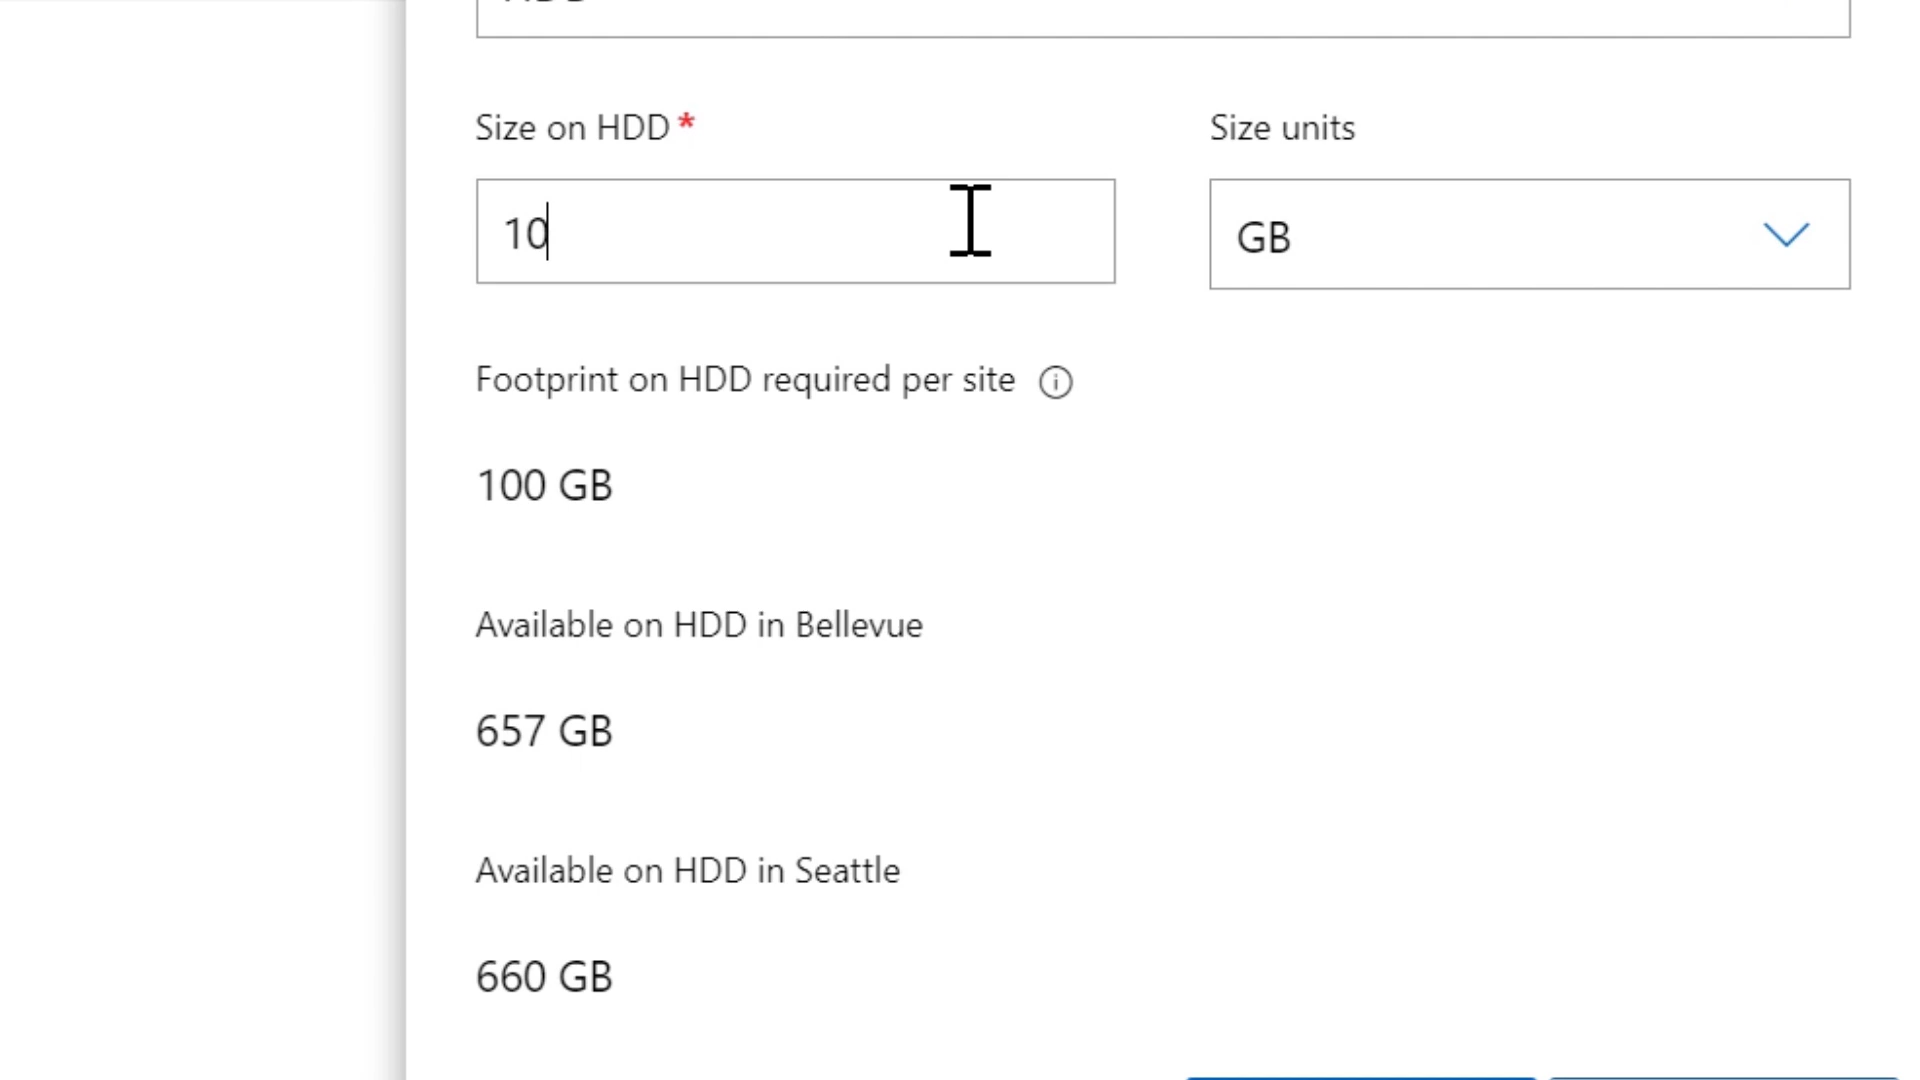 Size on HDD *
Size units
10
GB
Footprint on HDD required per site
100 GB
Available on HDD in Bellevue
657 GB
Available on HDD in Seattle
660 GB